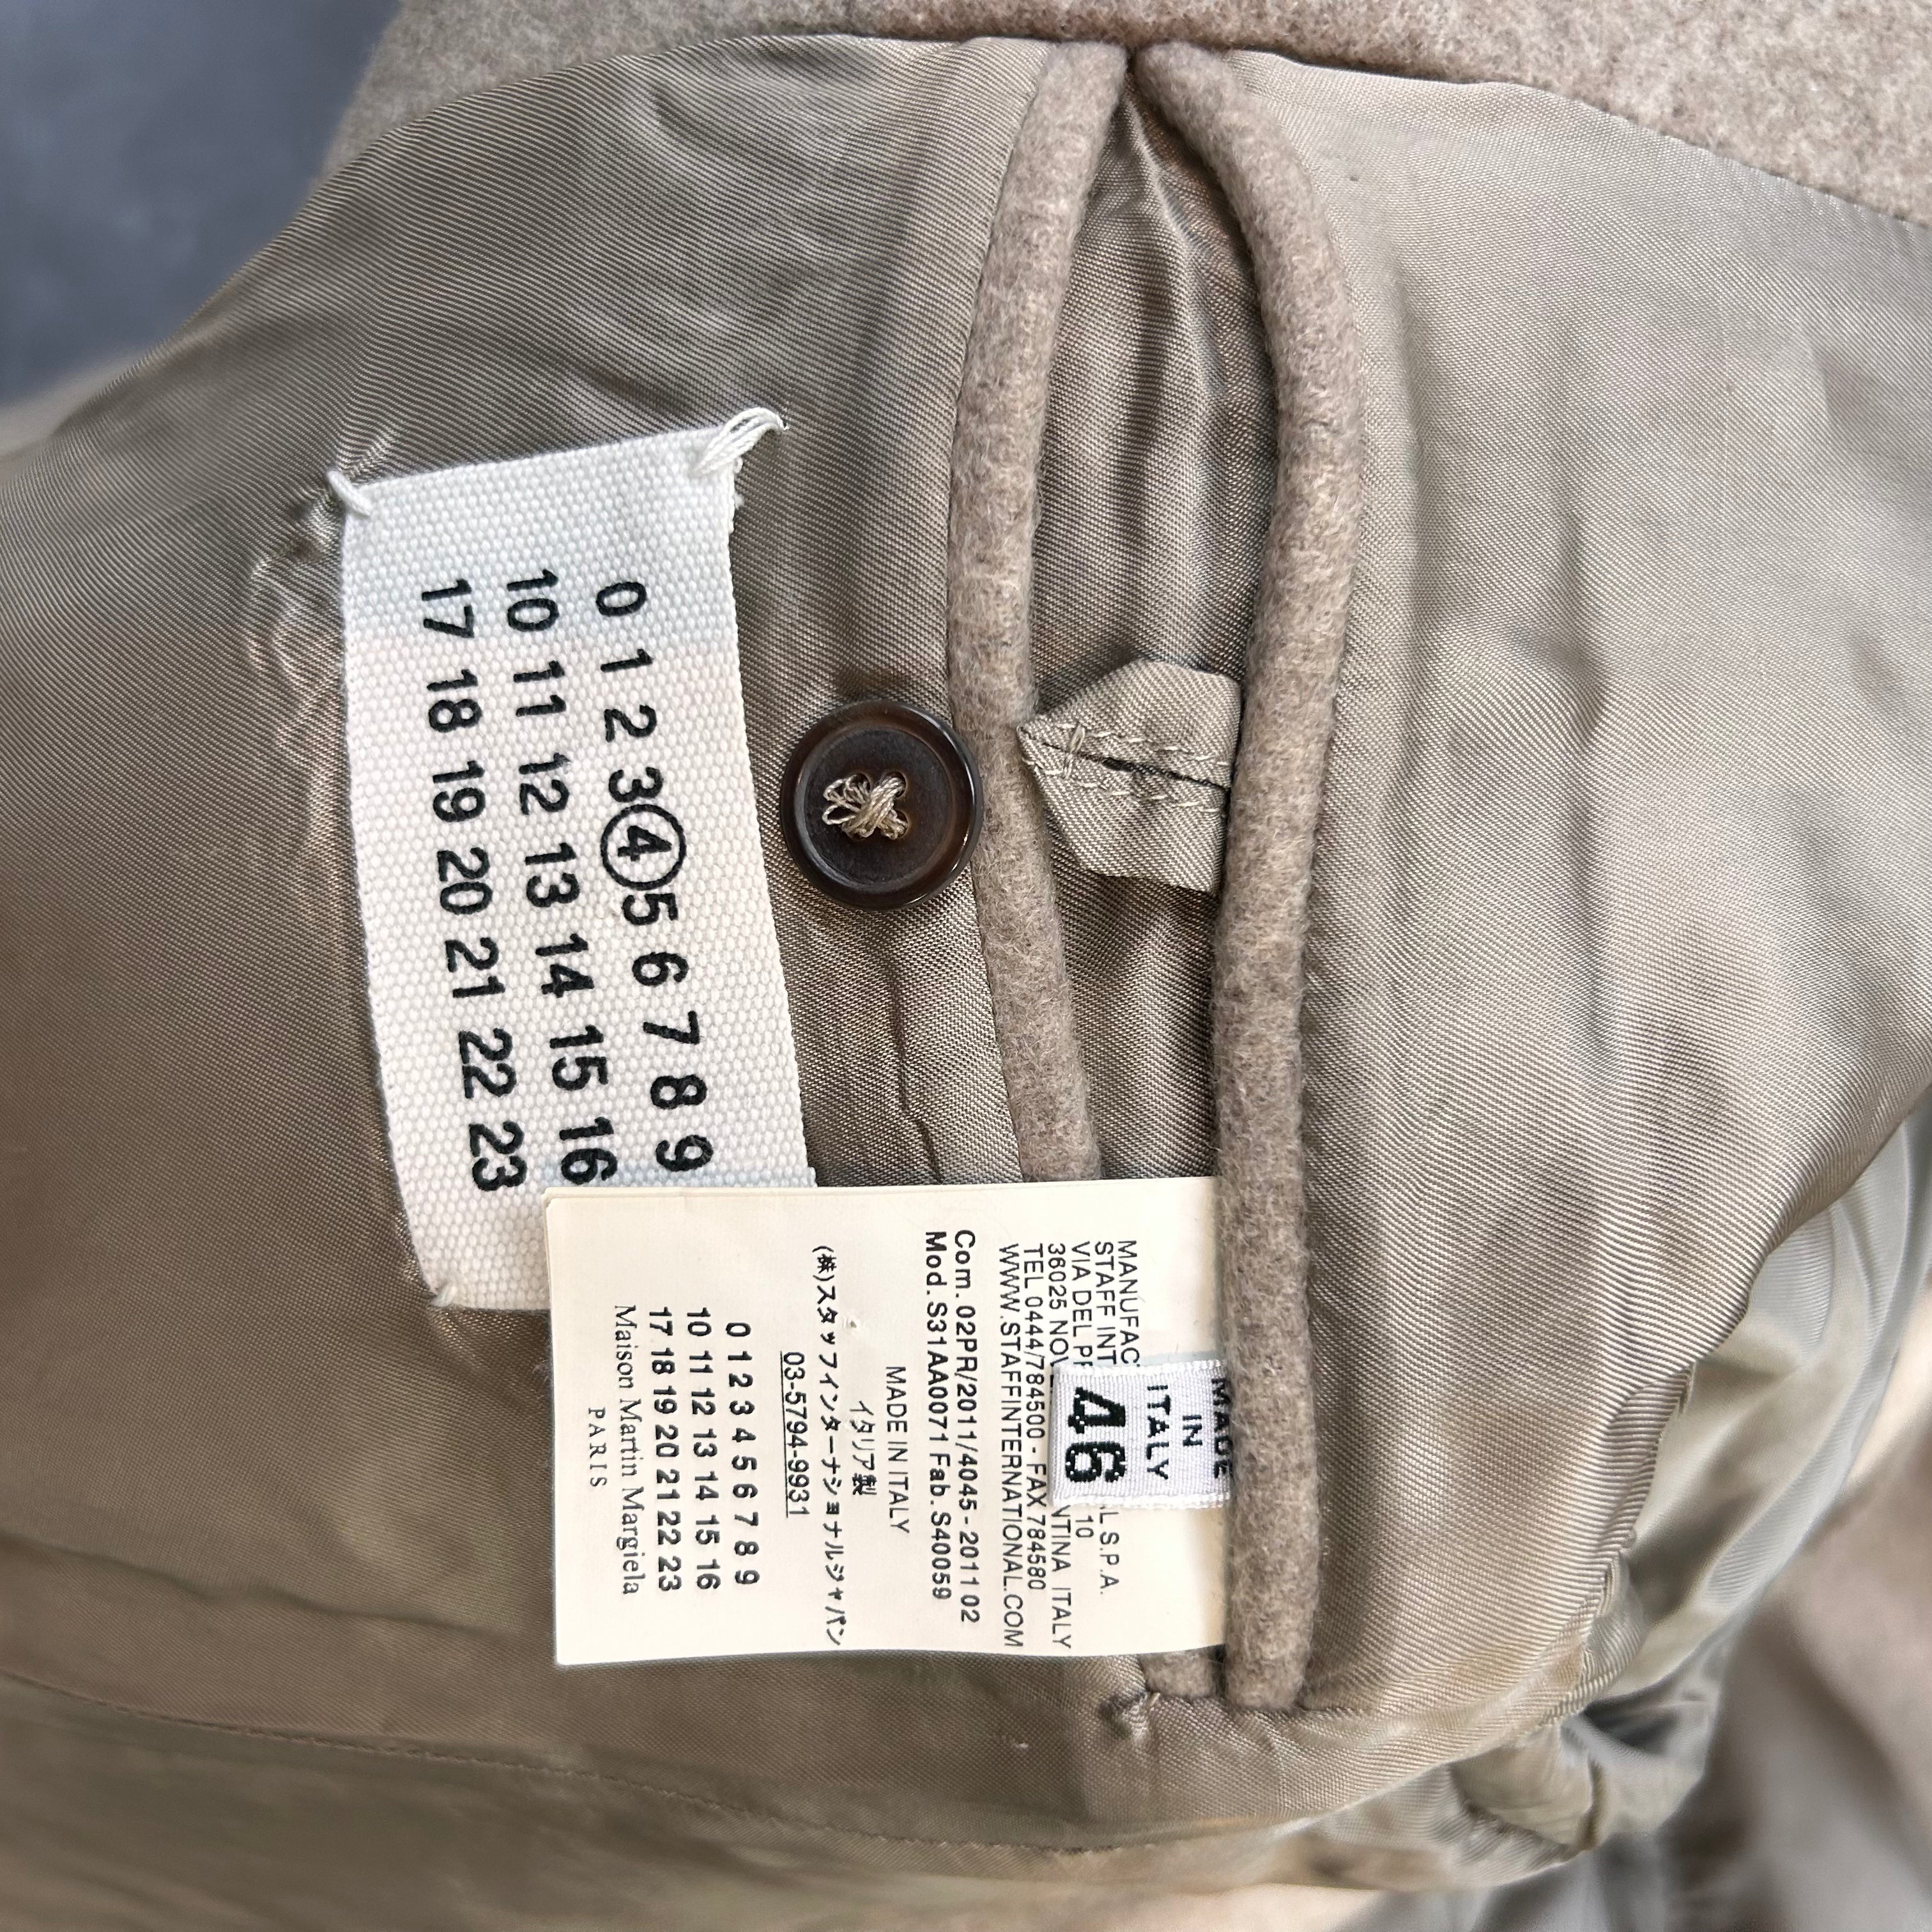 0 1 2 3 4 5 6 7 8 9
10 11 12 13 14 15 16
17 18 19 20 21 22 23
MADE
IN
ITALY
46
STAFF INT L S.P.A.
VIA DEL 10
36025 ITALY
TEL 0444/784500 - FAX 784580
WWW.STAFFINTERNATIONAL.COM
Com. 02PR/2011/4045 - 2011 02
Mod. S31AA0071 Fab. S40059
MADE IN ITALY
イタリア製
(株)スタッフインターナショナルジャパン
03-5794-9931
0 1 2 3 4 5 6 7 8 9
10 11 12 13 14 15 16
17 18 19 20 21 22 23
Maison Martin Margiela
PARIS